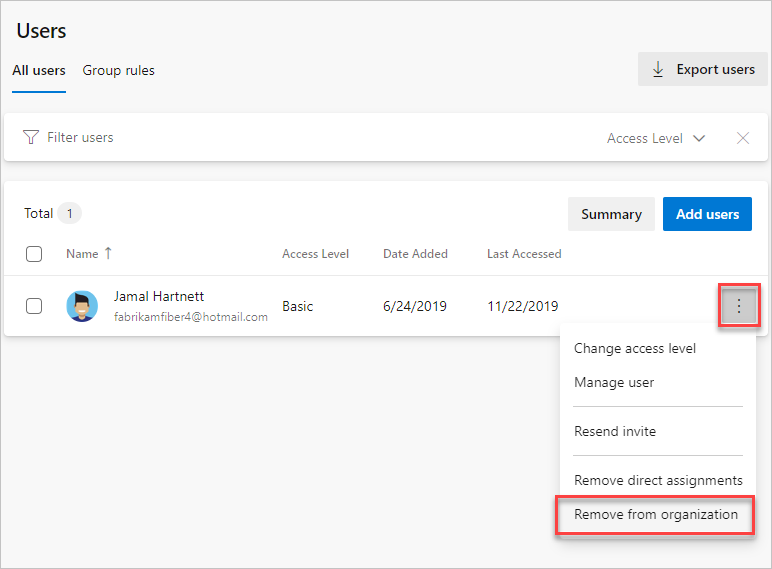 Users
All users Group rules
Export users
Filter users
Access Level
Total 1
Summary
Add users
Name Access Level Date Added Last Accessed
Jamal Hartnett
fabrikamfiber4@hotmail.com
Basic 6/24/2019 11/22/2019
Change access level
Manage user
Resend invite
Remove direct assignments
Remove from organization